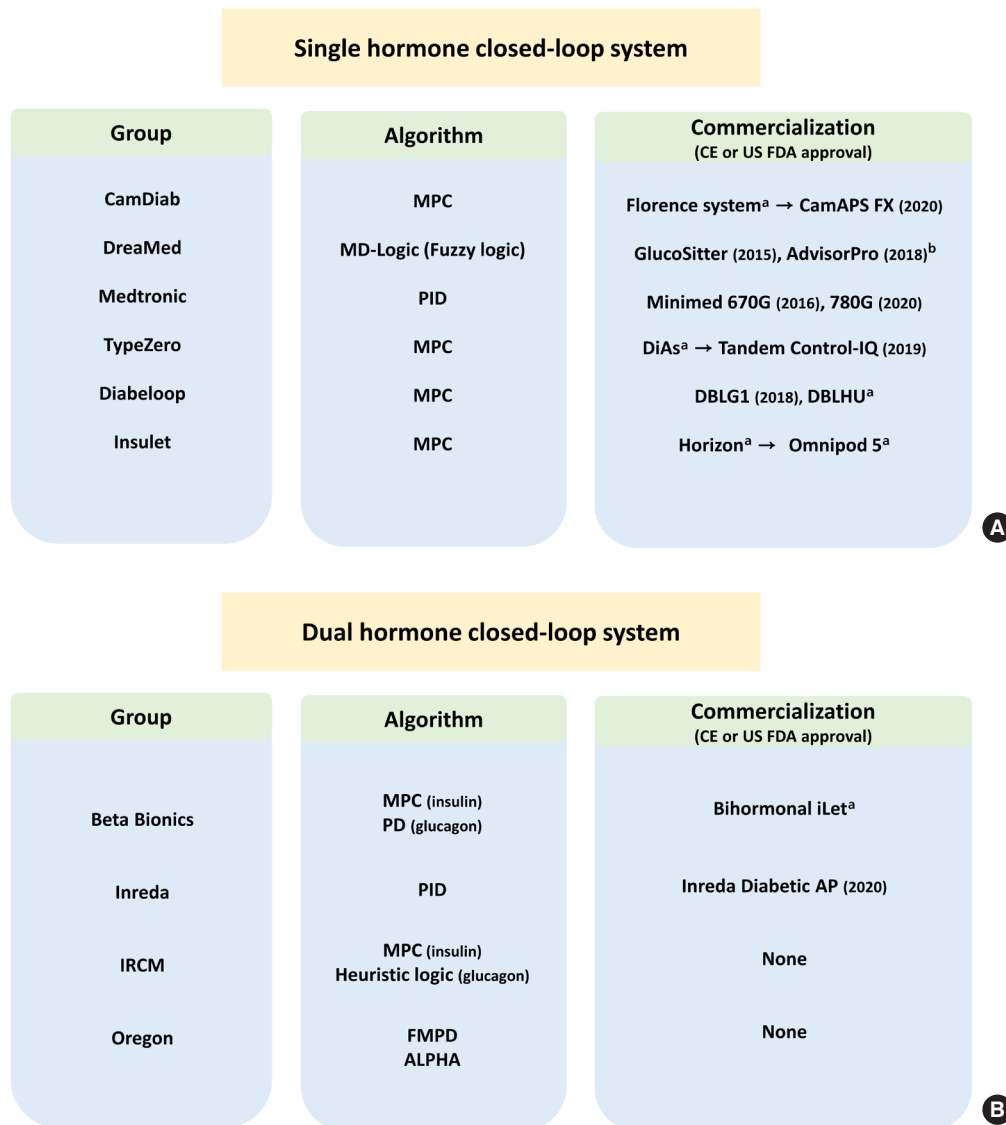 Single hormone closed-loop system
Group
Algorithm
Commercialization
(CE or US FDA approval)
CamDiab
MPC
Florence systemᵃ → CamAPS FX (2020)
DreaMed
MD-Logic (Fuzzy logic)
GlucoSitter (2015), AdvisorPro (2018)ᵇ
Medtronic
PID
Minimed 670G (2016), 780G (2020)
TypeZero
MPC
DiAsᵃ → Tandem Control-IQ (2019)
Diabeloop
MPC
DBLG1 (2018), DBLHUᵃ
Insulet
MPC
Horizonᵃ → Omnipod 5ᵃ
A
Dual hormone closed-loop system
Group
Algorithm
Commercialization
(CE or US FDA approval)
Beta Bionics
MPC (insulin)
PD (glucagon)
Bihormonal iLetᵃ
Inreda
PID
Inreda Diabetic AP (2020)
IRCM
MPC (insulin)
Heuristic logic (glucagon)
None
Oregon
FMPD
ALPHA
None
B